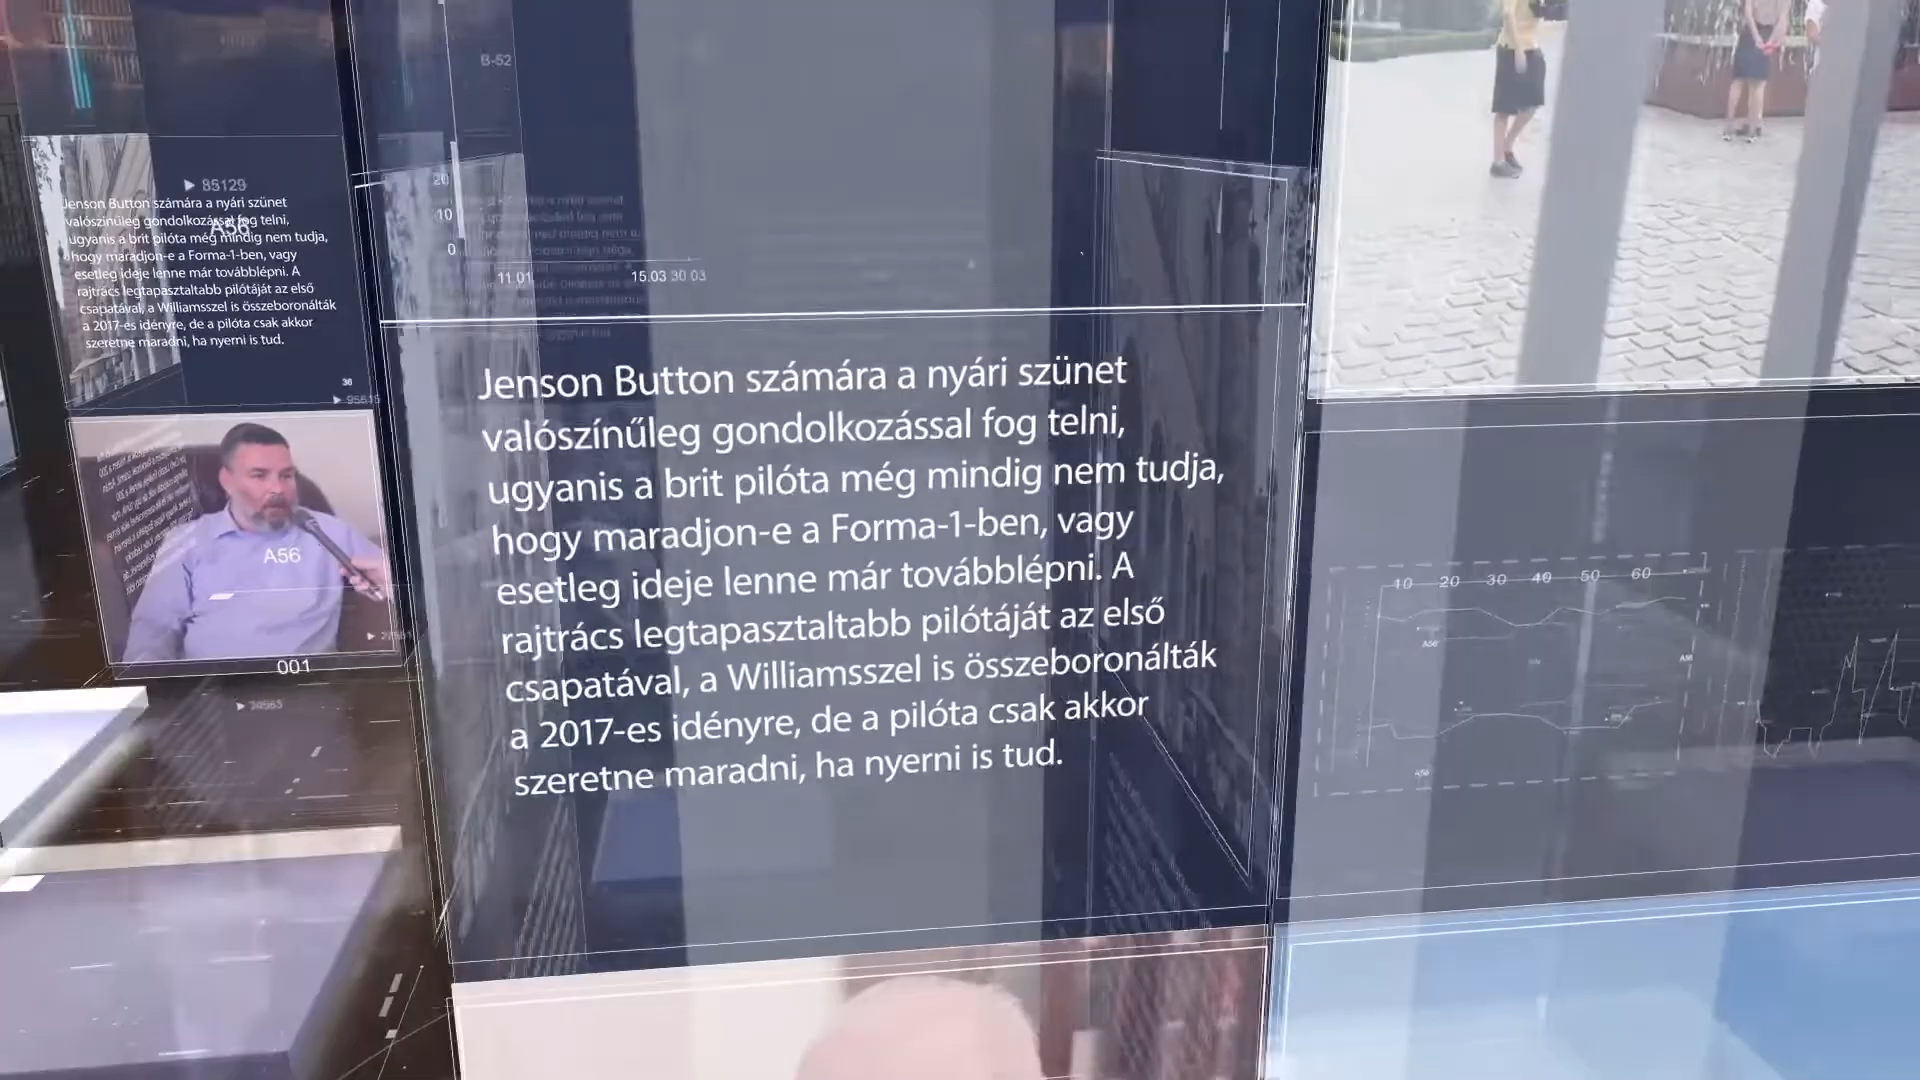 B-52
▶ 85129
A56
Jenson Button számára a nyári szünet
valószínűleg gondolkozással fog telni,
ugyanis a brit pilóta még mindig nem tudja,
hogy maradjon-e a Forma-1-ben, vagy
esetleg ideje lenne már továbblépni. A
rajtrács legtapasztaltabb pilótáját az első
csapatával, a Williamsszel is összeboronálták
a 2017-es idényre, de a pilóta csak akkor
szeretne maradni, ha nyerni is tud.
20
10
0
11.01
15.03 30 03
36
Jenson Button számára a nyári szünet
valószínűleg gondolkozással fog telni,
ugyanis a brit pilóta még mindig nem tudja,
hogy maradjon-e a Forma-1-ben, vagy
esetleg ideje lenne már továbblépni. A
rajtrács legtapasztaltabb pilótáját az első
csapatával, a Williamsszel is összeboronálták
a 2017-es idényre, de a pilóta csak akkor
szeretne maradni, ha nyerni is tud.
A56
001
10 20 30 40 50 60
A56
A56
A56